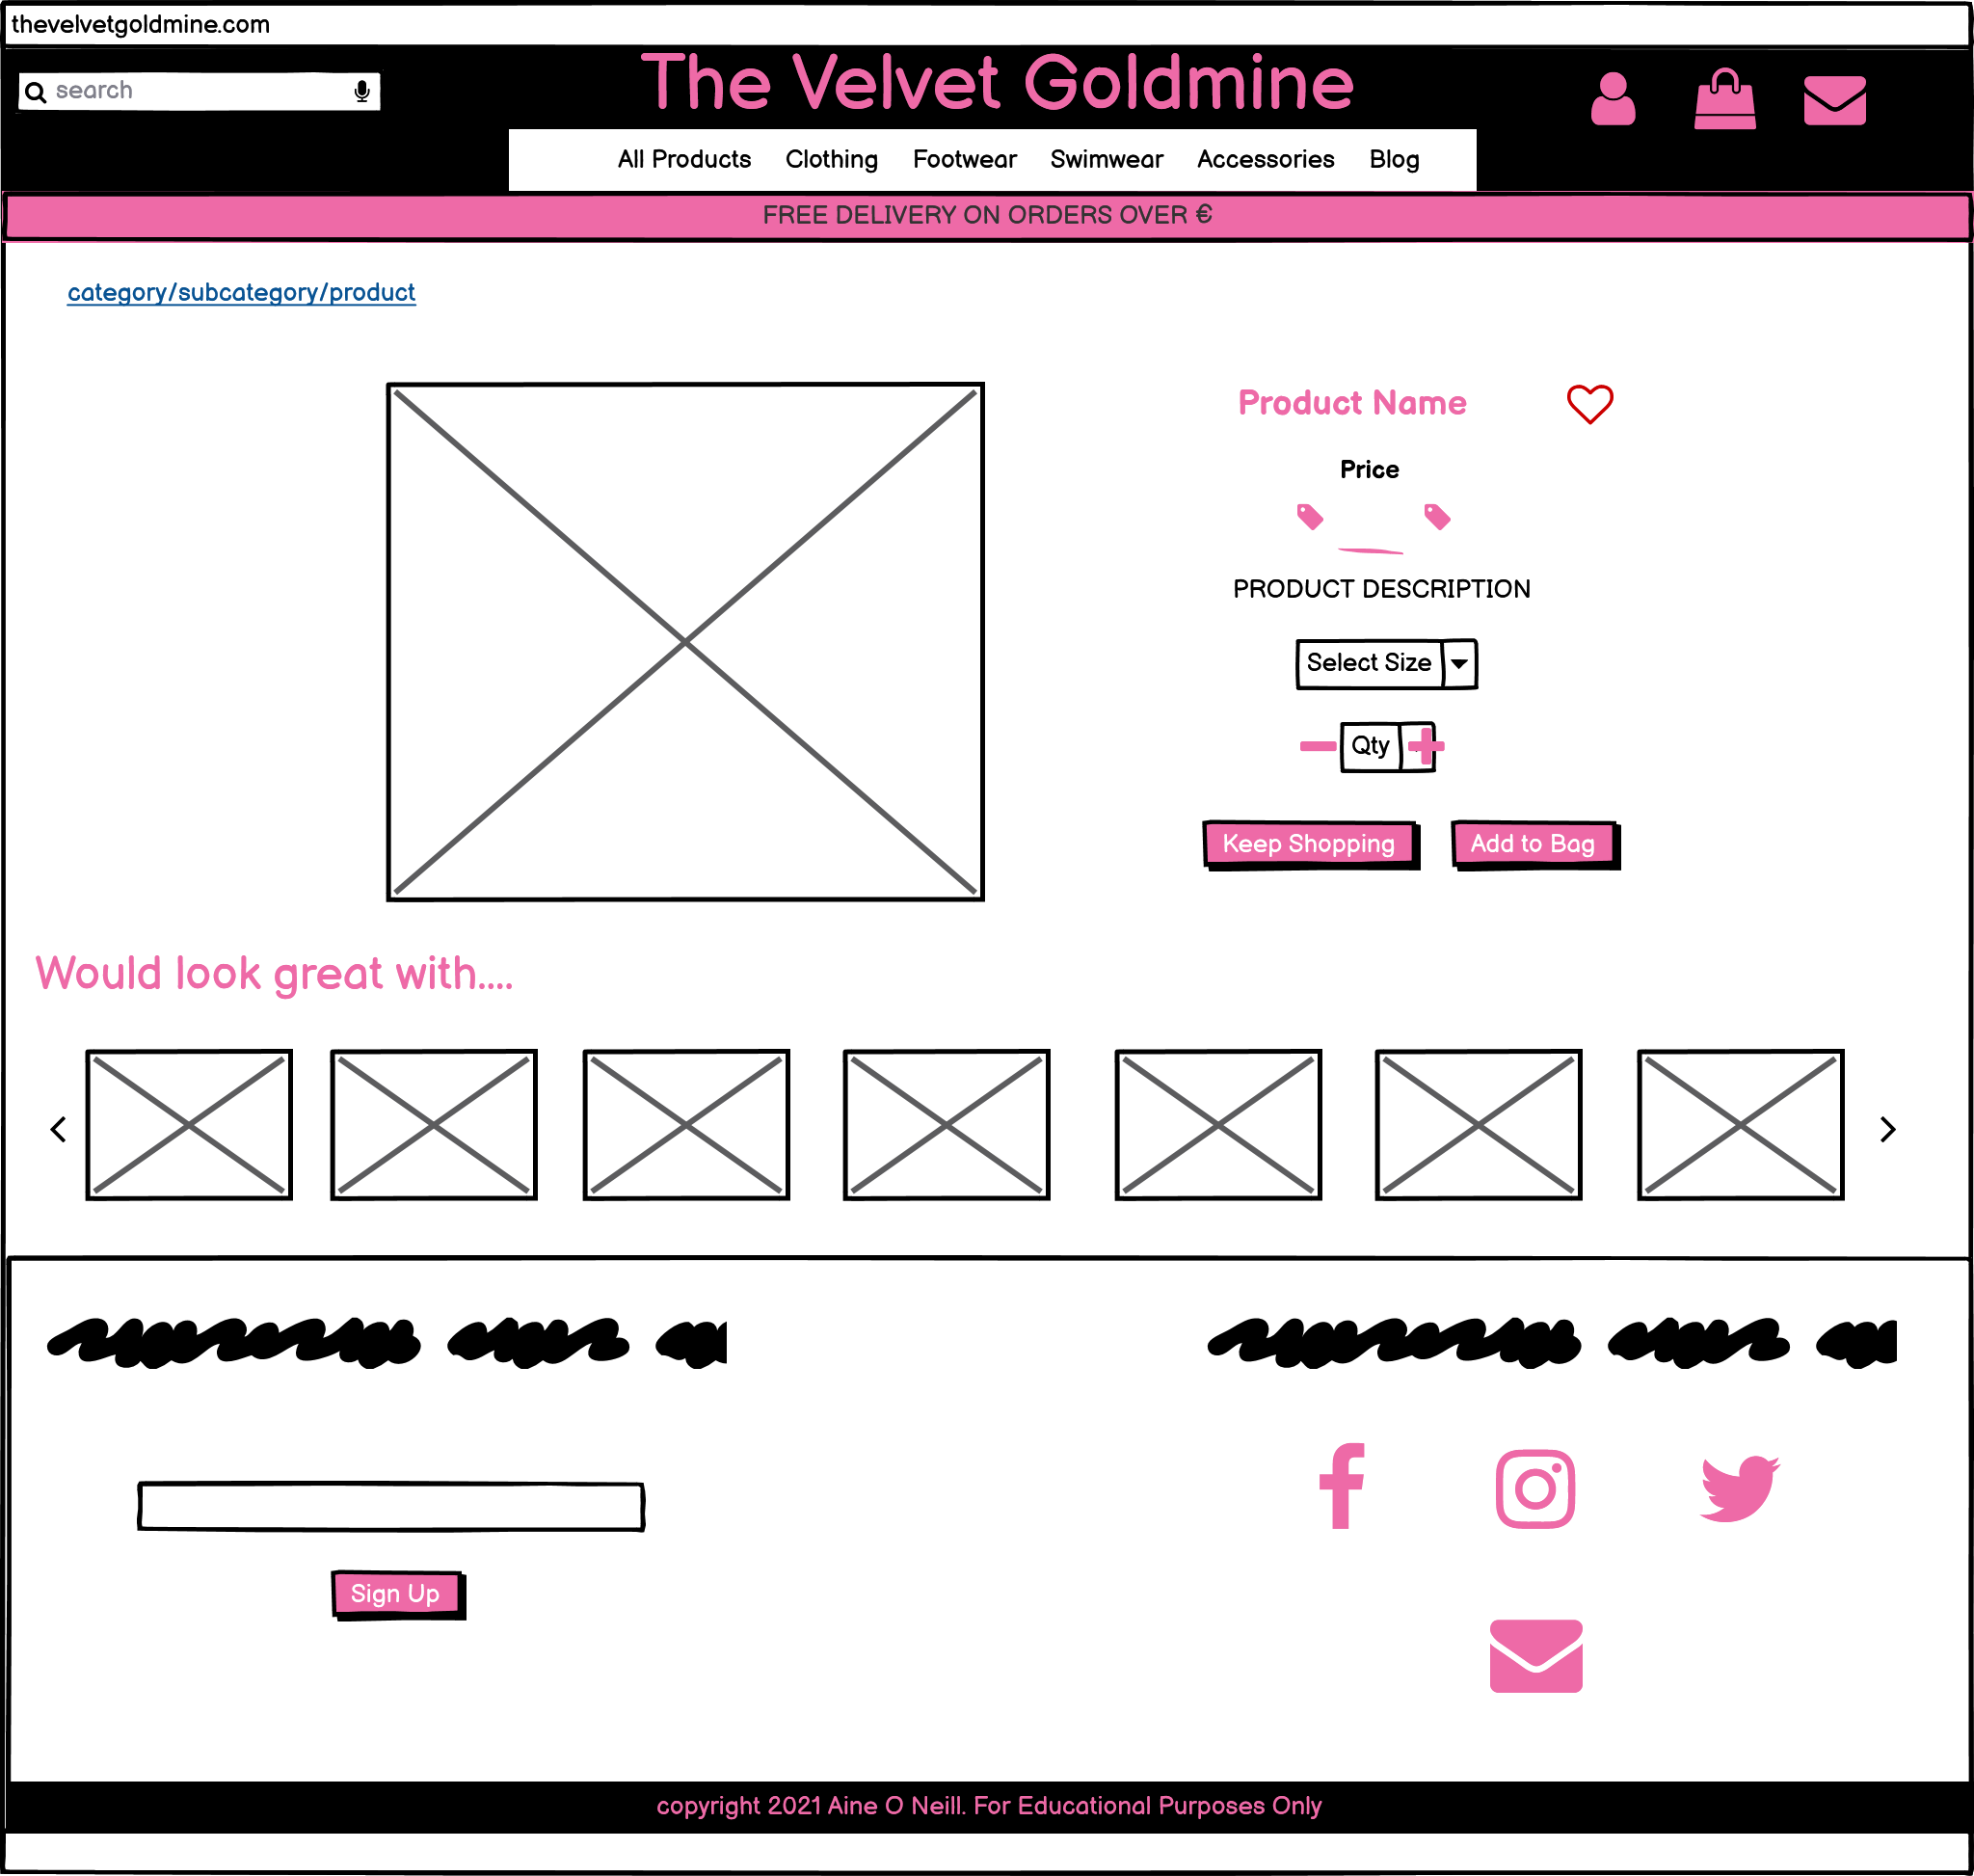 thevelvetgoldmine.com
The Velvet Goldmine
search
All Products Clothing Footwear Swimwear Accessories Blog
FREE DELIVERY ON ORDERS OVER €
category/subcategory/product
Product Name
Price
PRODUCT DESCRIPTION
Select Size
Qty
Keep Shopping Add to Bag
Would look great with....
Sign Up
copyright 2021 Aine O Neill. For Educational Purposes Only